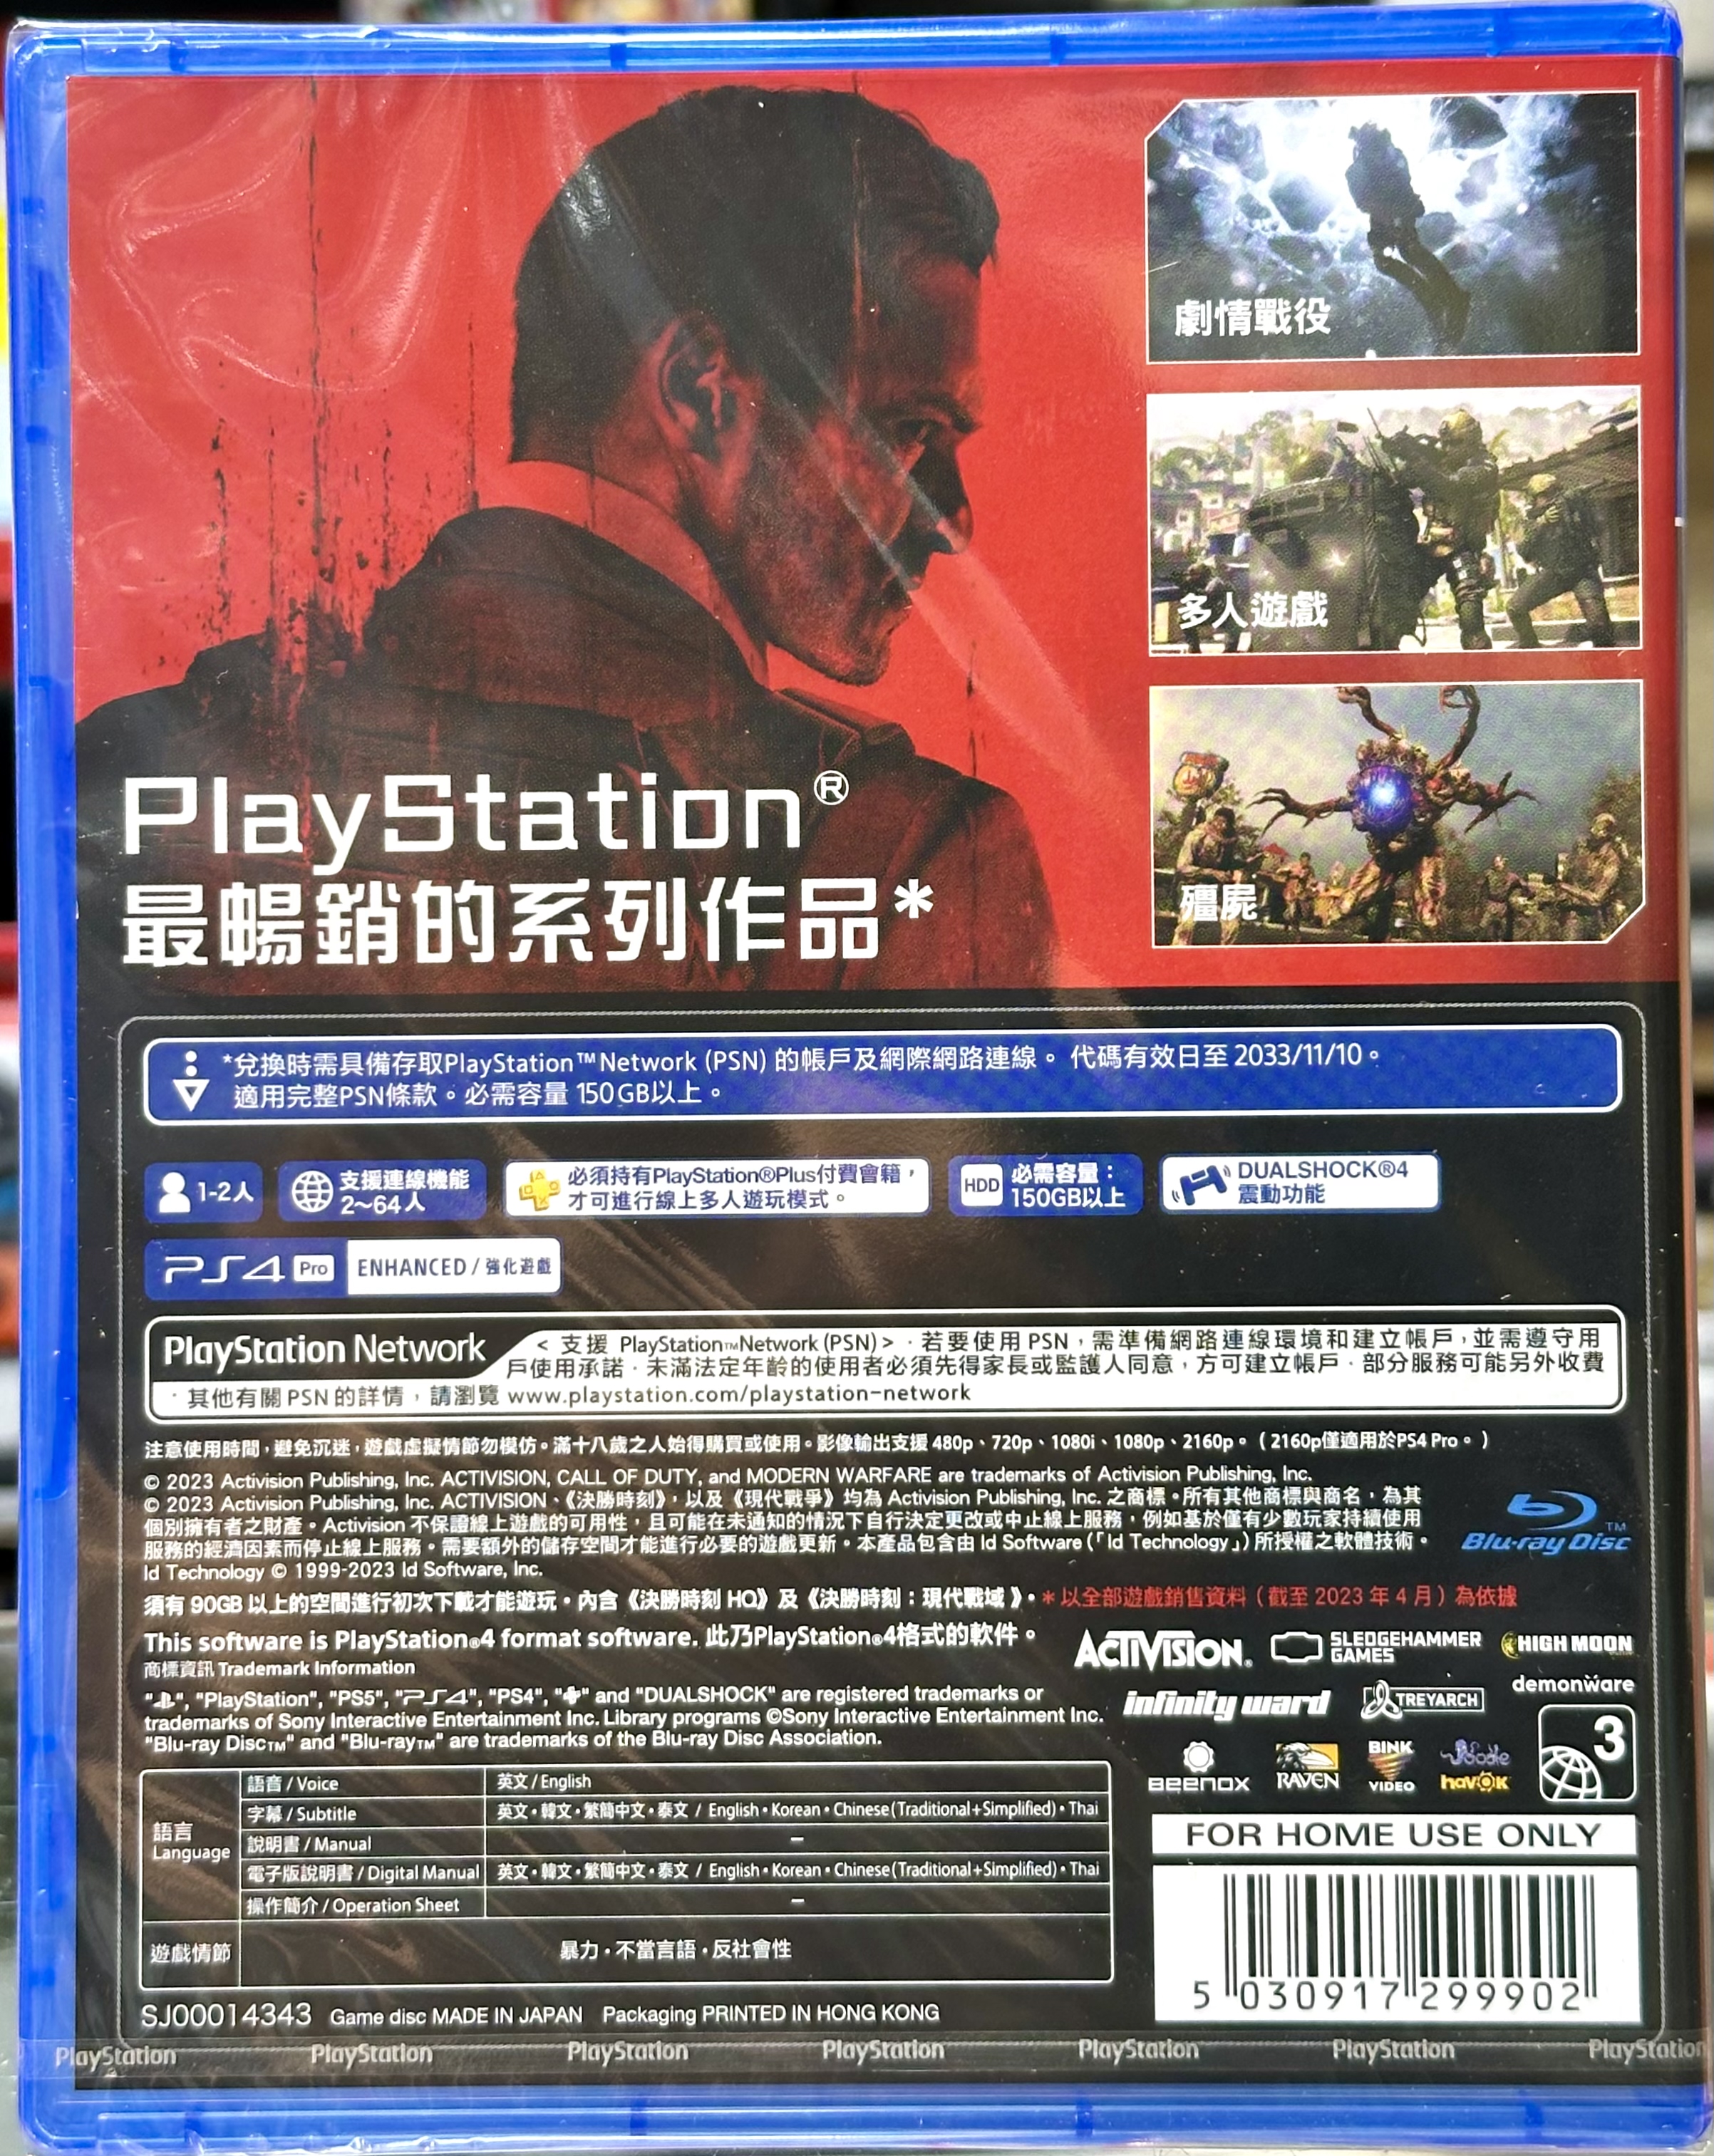 劇情戰役
多人遊戲
殭屍
PlayStation®
最暢銷的系列作品*
*兌換時需具備存取PlayStation™Network (PSN) 的帳戶及網際網路連線。 代碼有效日至 2033/11/10。
適用完整PSN條款。必需容量 150GB以上。
1-2人
支援連線機能
2～64人
必須持有PlayStation®Plus付費會籍，
才可進行線上多人遊玩模式。
HDD
必需容量：
150GB以上
DUALSHOCK®4
震動功能
PS4 Pro ENHANCED / 強化遊戲
PlayStation Network
< 支援 PlayStation™Network (PSN) > ‧ 若要使用 PSN，需準備網路連線環境和建立帳戶，並需遵守用
戶使用承諾‧未滿法定年齡的使用者必須先得家長或監護人同意，方可建立帳戶‧部分服務可能另外收費
‧其他有關 PSN 的詳情，請瀏覽 www.playstation.com/playstation-network
注意使用時間，避免沉迷，遊戲虛擬情節勿模仿。滿十八歲之人始得購買或使用。影像輸出支援 480p、720p、1080i、1080p、2160p。（2160p僅適用於PS4 Pro。）
© 2023 Activision Publishing, Inc. ACTIVISION, CALL OF DUTY, and MODERN WARFARE are trademarks of Activision Publishing, Inc.
© 2023 Activision Publishing, Inc. ACTIVISION、《決勝時刻》，以及《現代戰爭》均為 Activision Publishing, Inc. 之商標。所有其他商標與商名，為其
個別擁有者之財產。Activision 不保證線上遊戲的可用性，且可能在未通知的情況下自行決定更改或中止線上服務，例如基於僅有少數玩家持續使用
服務的經濟因素而停止線上服務。需要額外的儲存空間才能進行必要的遊戲更新。本產品包含由 Id Software (「Id Technology」) 所授權之軟體技術。
Id Technology © 1999-2023 Id Software, Inc.
Blu-ray Disc™
須有 90GB 以上的空間進行初次下載才能遊玩。內含《決勝時刻 HQ》及《決勝時刻：現代戰域》。* 以全部遊戲銷售資料（截至 2023 年 4 月）為依據
This software is PlayStation®4 format software. 此乃PlayStation®4格式的軟件。
商標資訊 Trademark Information
"", "PlayStation", "PS5", "PS4", "PS4", "" and "DUALSHOCK" are registered trademarks or
trademarks of Sony Interactive Entertainment Inc. Library programs ©Sony Interactive Entertainment Inc.
"Blu-ray Disc™" and "Blu-ray™" are trademarks of the Blu-ray Disc Association.
ACTIVISION® SLEDGEHAMMER GAMES HIGH MOON
infinity ward TREYARCH demonware
BEENOX RAVEN BINK VIDEO oodle havok
3
語言
Language
語音 / Voice 英文 / English
字幕 / Subtitle 英文・韓文・繁簡中文・泰文 / English・Korean・Chinese(Traditional+Simplified)・Thai
說明書 / Manual –
電子版說明書 / Digital Manual 英文・韓文・繁簡中文・泰文 / English・Korean・Chinese(Traditional+Simplified)・Thai
操作簡介 / Operation Sheet –
遊戲情節 暴力・不當言語・反社會性
FOR HOME USE ONLY
5 030917 299902
SJ00014343 Game disc MADE IN JAPAN Packaging PRINTED IN HONG KONG
PlayStation PlayStation PlayStation PlayStation PlayStation PlayStation PlayStation